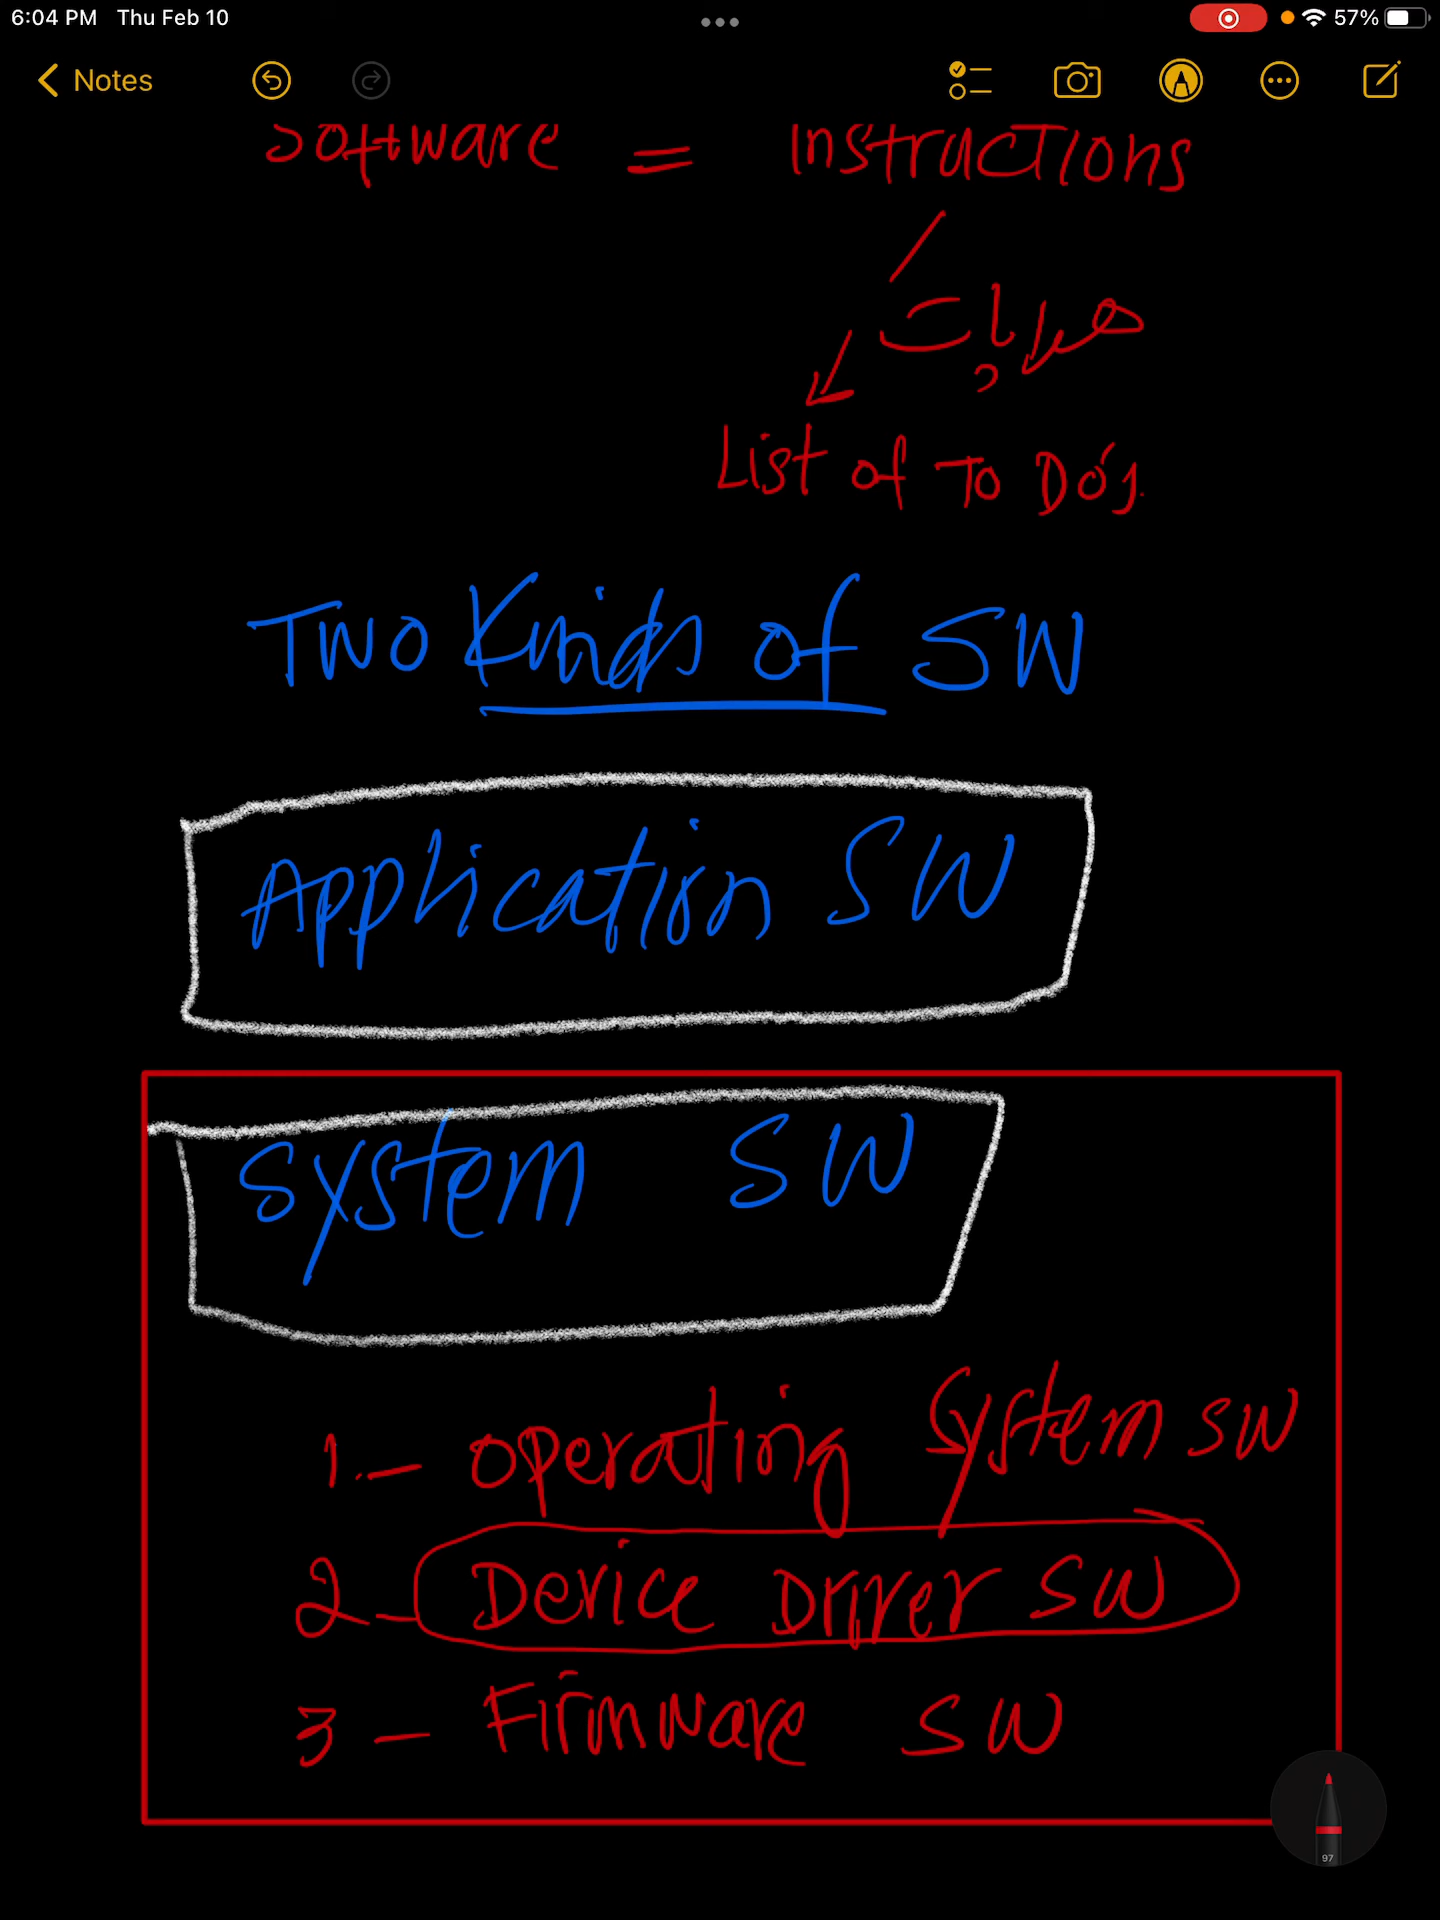 6:04 PM Thu Feb 10 57%
Notes
Software = Instructions
List of To Do's.
Two Kinds of SW
Application SW
System SW
1.- Operating System SW
2- Device Driver SW
3- Firmware SW
97